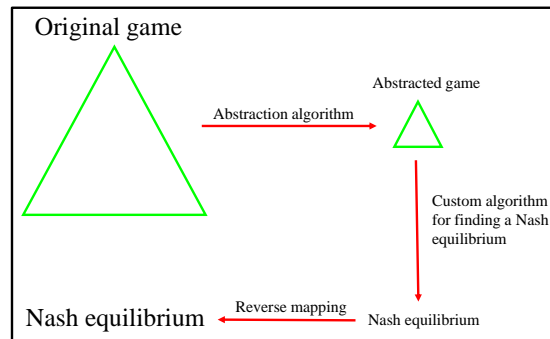 Original game
Abstracted game
Abstraction algorithm
Custom algorithm
for finding a Nash
equilibrium
Nash equilibrium
Reverse mapping
Nash equilibrium